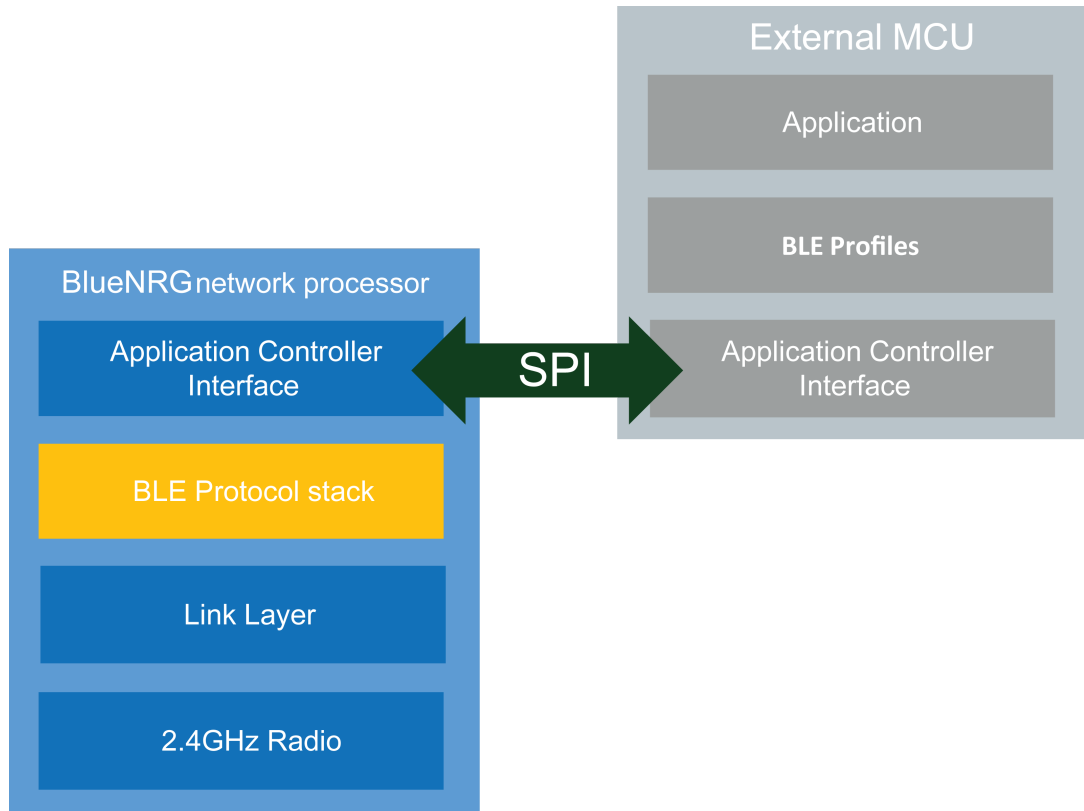 External MCU
Application
BLE Profiles
Application Controller
Interface
BlueNRG network processor
Application Controller
Interface
SPI
BLE Protocol stack
Link Layer
2.4GHz Radio